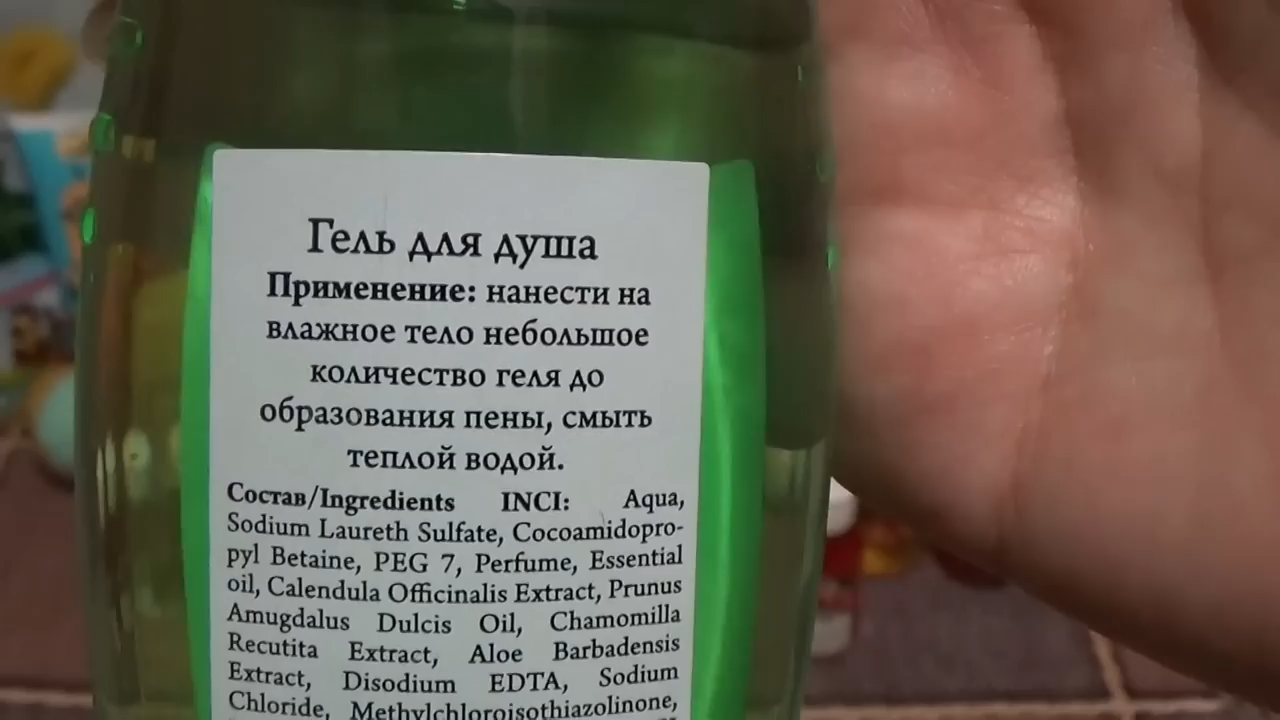 Гель для душа
Применение: нанести на
влажное тело небольшое
количество геля до
образования пены, смыть
теплой водой.
Состав/Ingredients INCI: Aqua,
Sodium Laureth Sulfate, Cocoamidopro-
pyl Betaine, PEG 7, Perfume, Essential
oil, Calendula Officinalis Extract, Prunus
Amugdalus Dulcis Oil, Chamomilla
Recutita Extract, Aloe Barbadensis
Extract, Disodium EDTA, Sodium
Chloride, Methylchloroisothiazolinone,